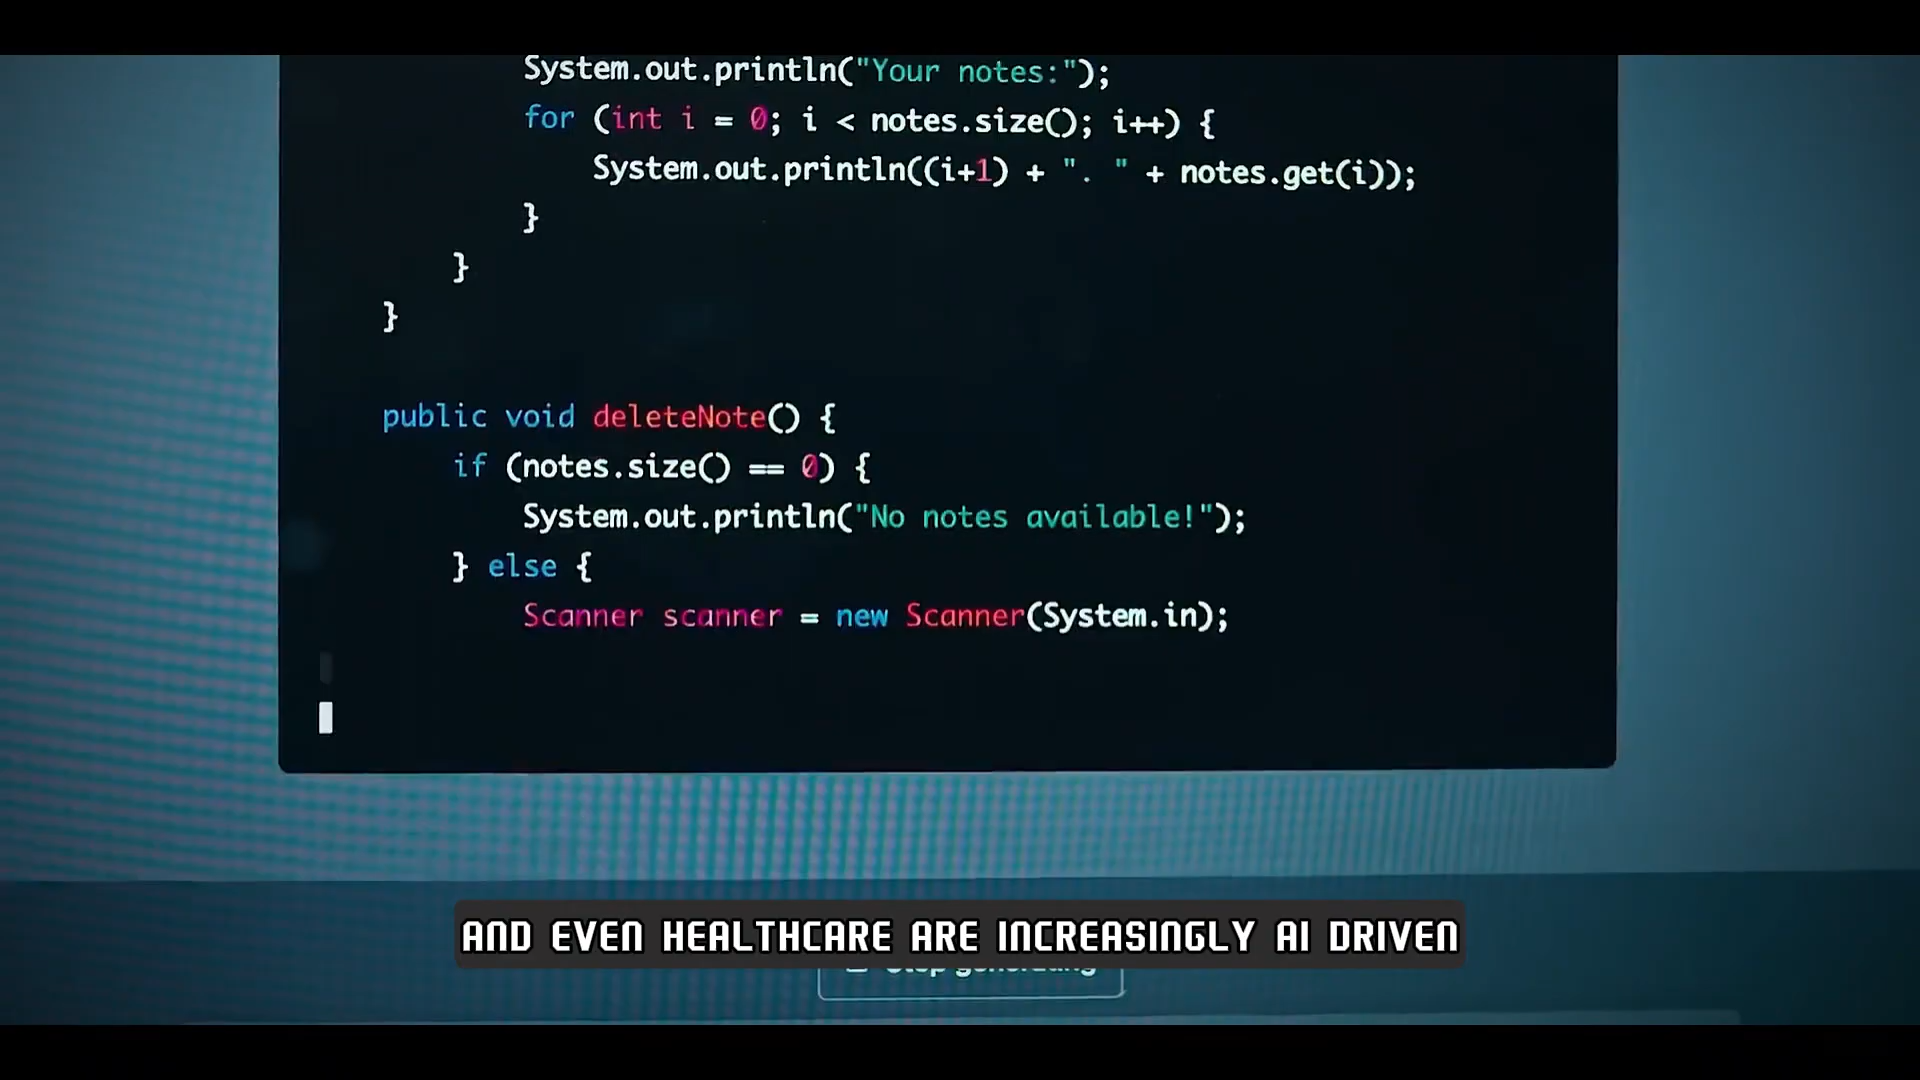 System.out.println("Your notes:");
for (int i = 0; i < notes.size(); i++) {
System.out.println((i+1) + ". " + notes.get(i));
}
}
}
public void deleteNote() {
if (notes.size() == 0) {
System.out.println("No notes available!");
} else {
Scanner scanner = new Scanner(System.in);
AND EVEN HEALTHCARE ARE INCREASINGLY AI DRIVEN
Stop generating